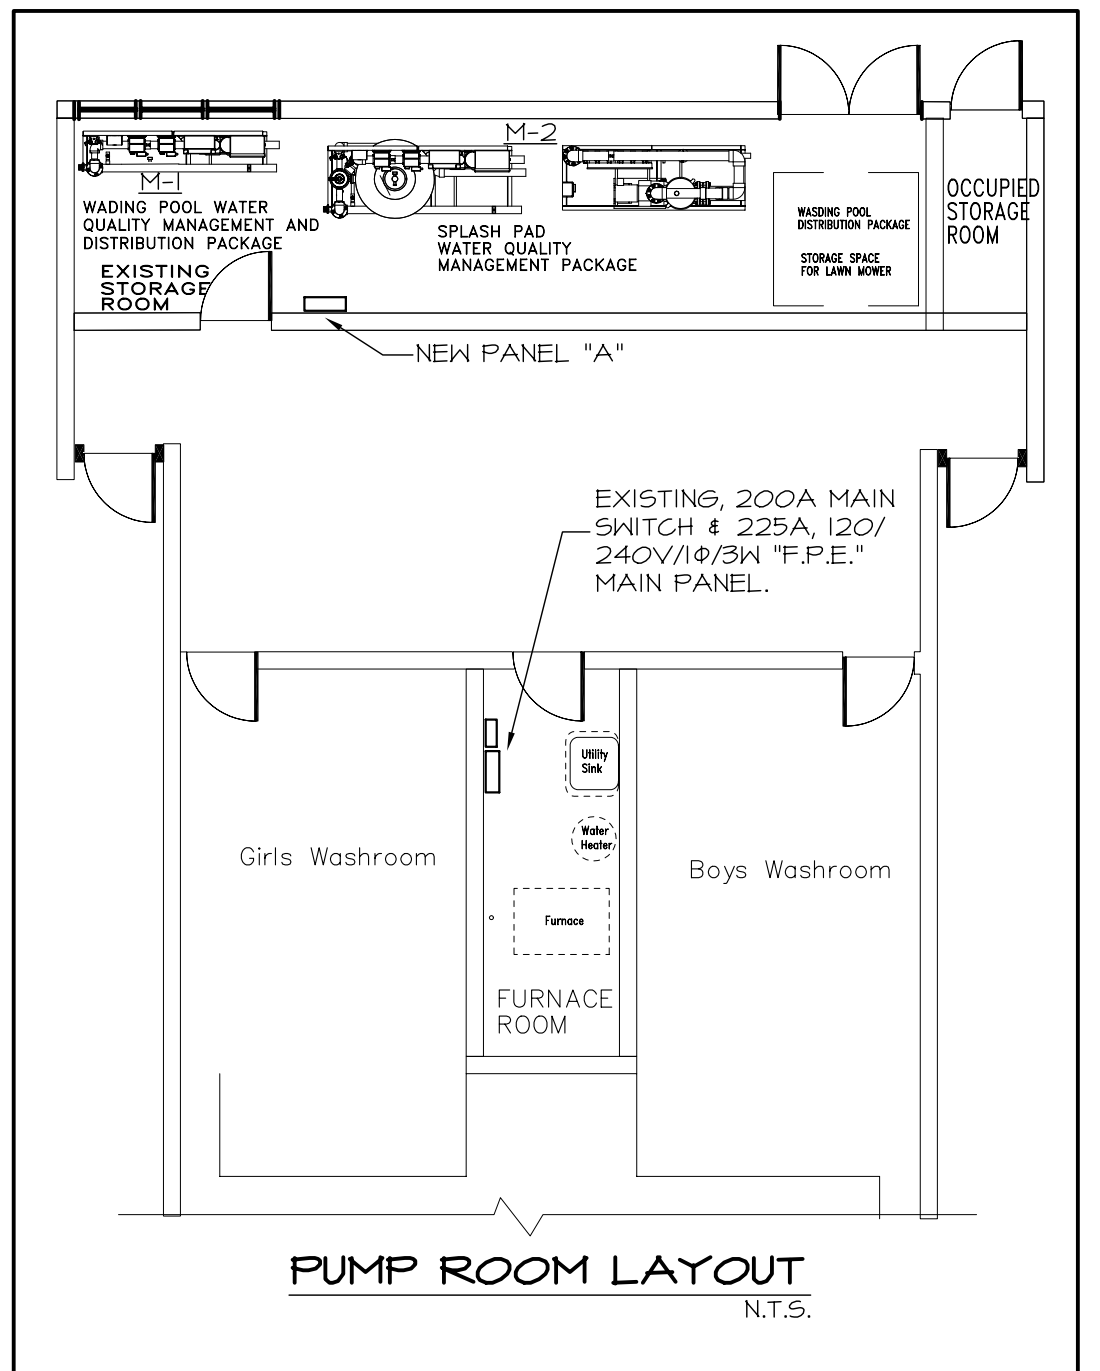 M-2
M-1
WADING POOL WATER
QUALITY MANAGEMENT AND
DISTRIBUTION PACKAGE
EXISTING
STORAGE
ROOM
SPLASH PAD
WATER QUALITY
MANAGEMENT PACKAGE
WASDING POOL
DISTRIBUTION PACKAGE
STORAGE SPACE
FOR LAWN MOWER
OCCUPIED
STORAGE
ROOM
NEW PANEL "A"
EXISTING, 200A MAIN
SWITCH & 225A, 120/
240V/1Φ/3W "F.P.E."
MAIN PANEL.
Utility
Sink
Water
Heater
Girls Washroom
Boys Washroom
Furnace
FURNACE
ROOM
PUMP ROOM LAYOUT
N.T.S.